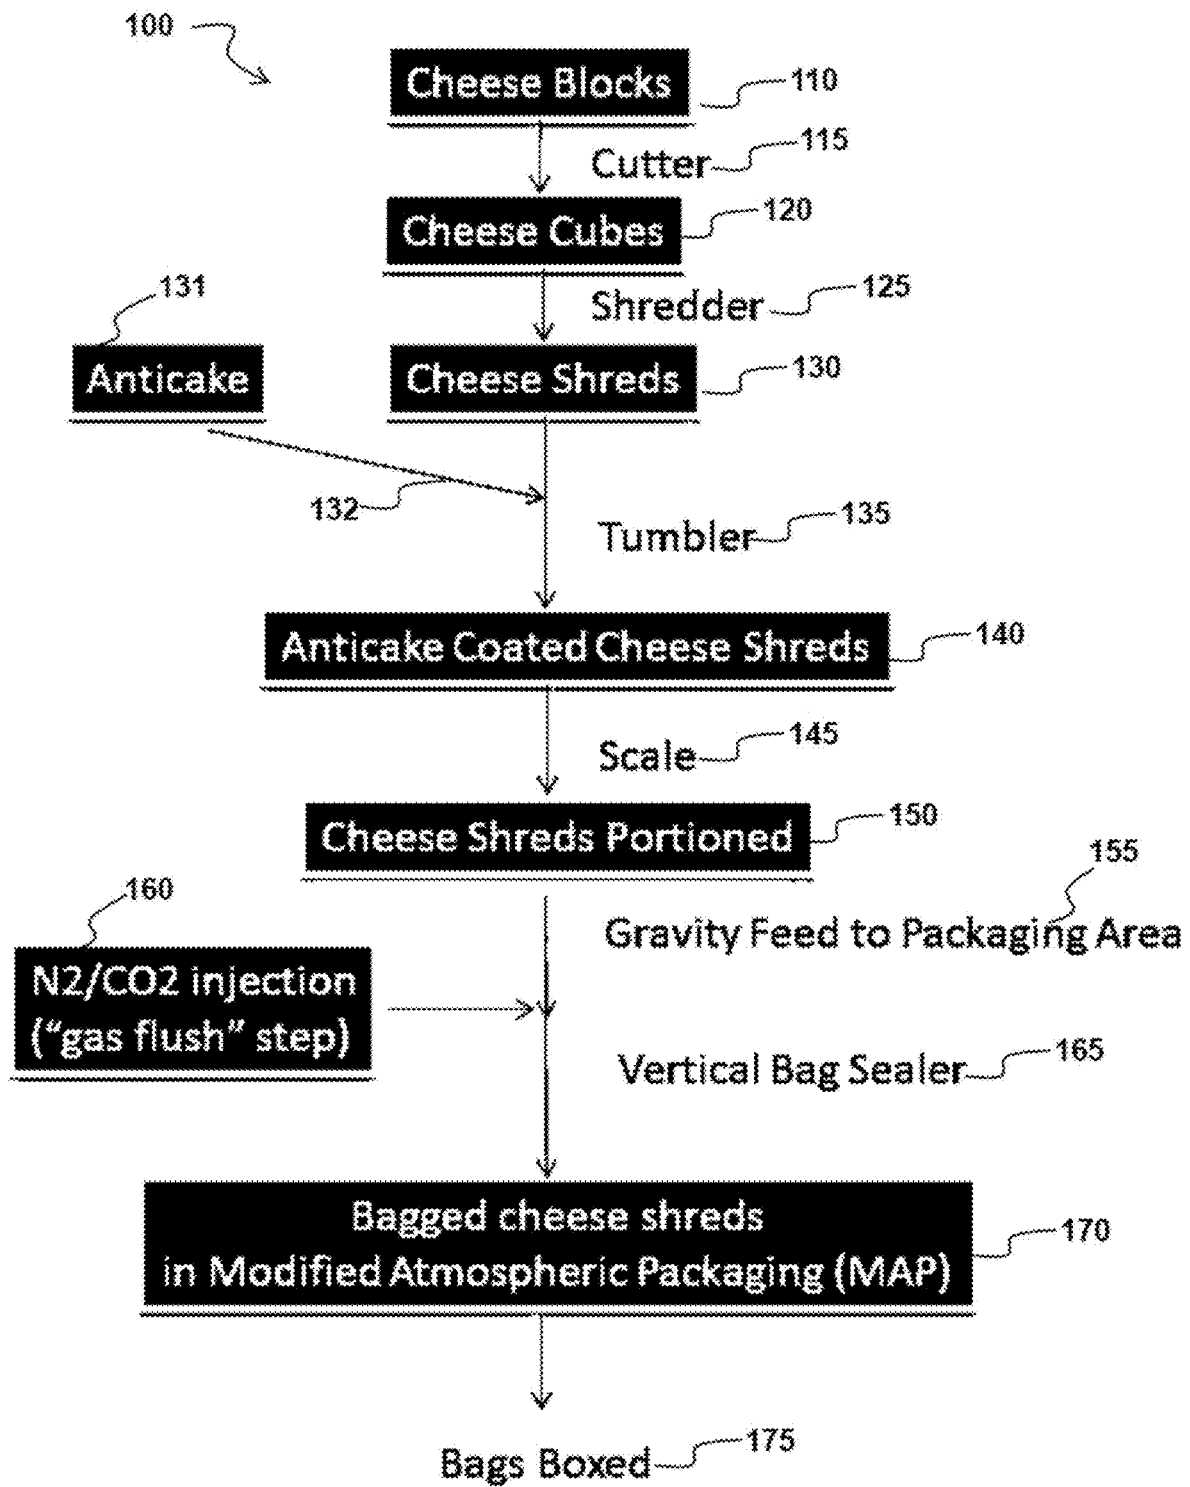 100
Cheese Blocks
110
Cutter
115
Cheese Cubes
120
Shredder
125
131
Anticake
Cheese Shreds
130
132
Tumbler
135
Anticake Coated Cheese Shreds
140
Scale
145
Cheese Shreds Portioned
150
155
Gravity Feed to Packaging Area
160
N2/CO2 injection
("gas flush" step)
Vertical Bag Sealer
165
Bagged cheese shreds
in Modified Atmospheric Packaging (MAP)
170
Bags Boxed
175